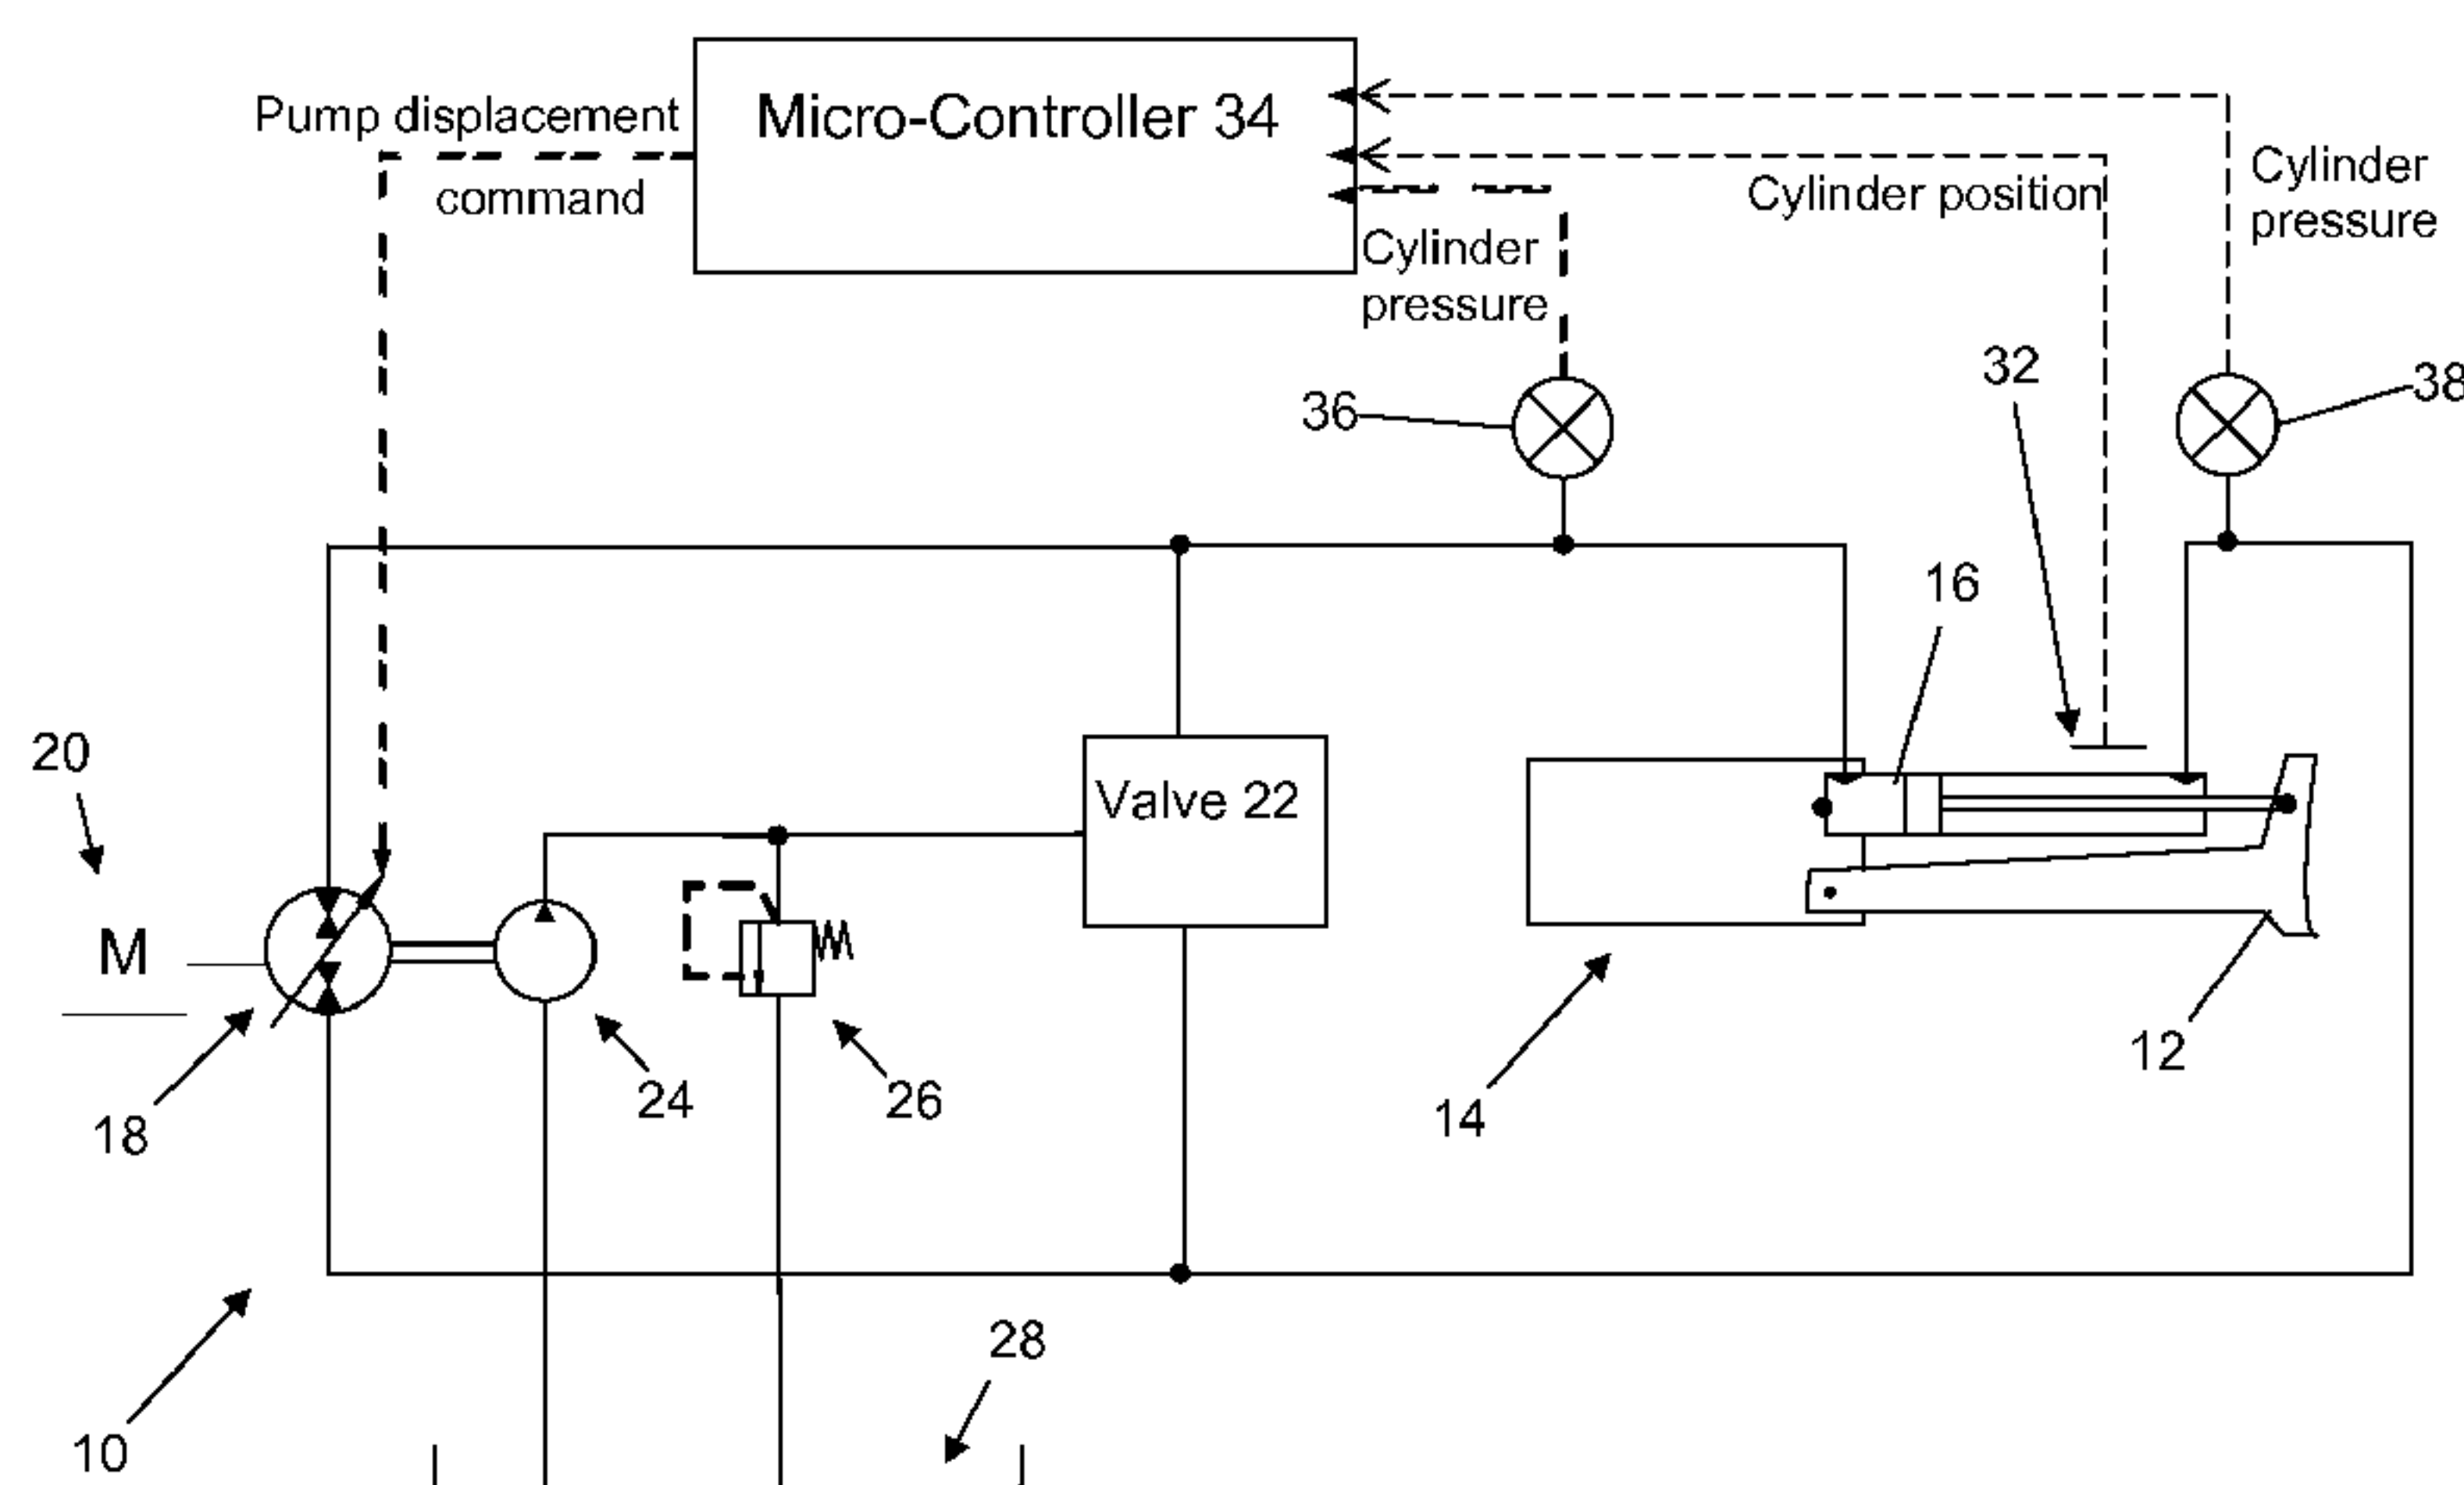 Micro-Controller 34
Pump displacement
command
Cylinder position
Cylinder
pressure
Cylinder
pressure
32
38
36
16
20
Valve 22
M
18
24
26
14
12
28
10